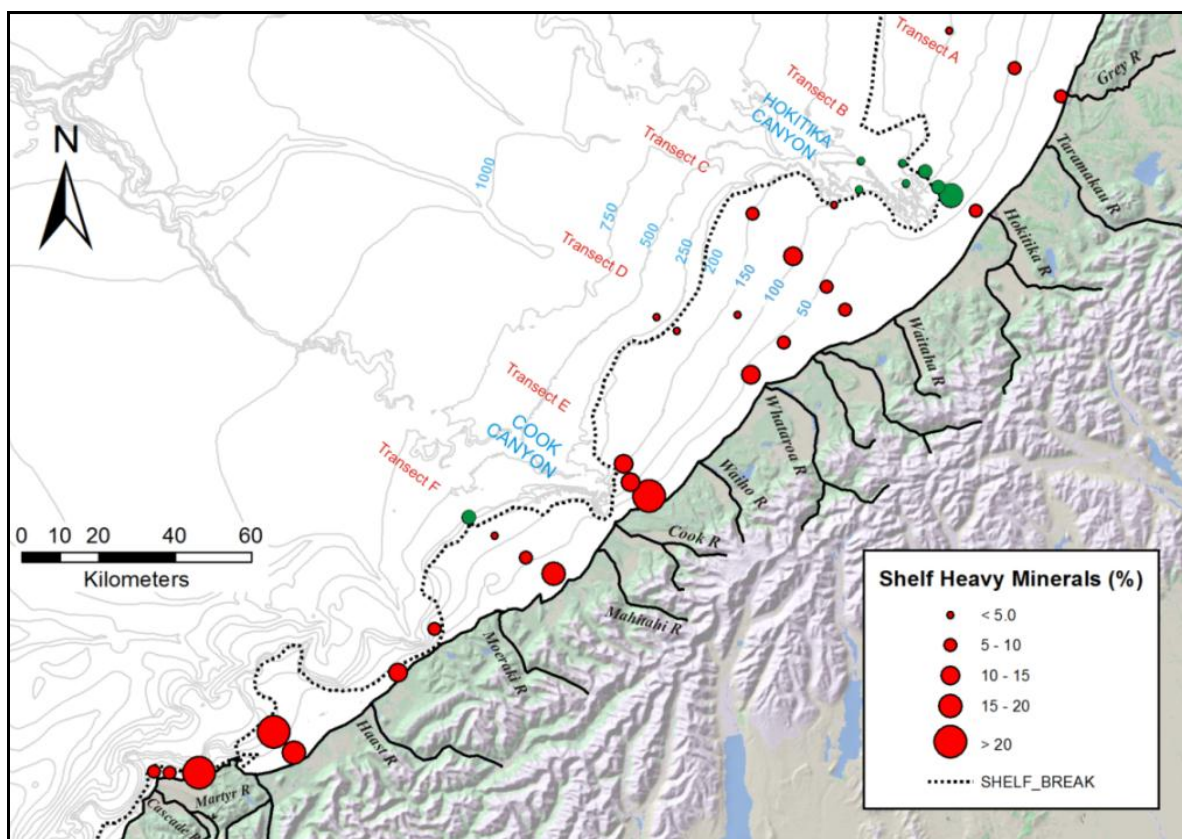 Transect A
Grey R
Transect B
HOKITIKA
CANYON
N
Transect C
Taramakan R
1000
750
500
250
200
150
100
50
Hokitika R
Transect D
Waitaha R
Transect E
COOK
CANYON
Whataroa R
Waiho R
Transect F
Cook R
0 10 20 40 60
Kilometers
Mahitahi R
Moeraki R
Haast R
Martyr R
Cascade R
Shelf Heavy Minerals (%)
< 5.0
5 - 10
10 - 15
15 - 20
> 20
SHELF_BREAK